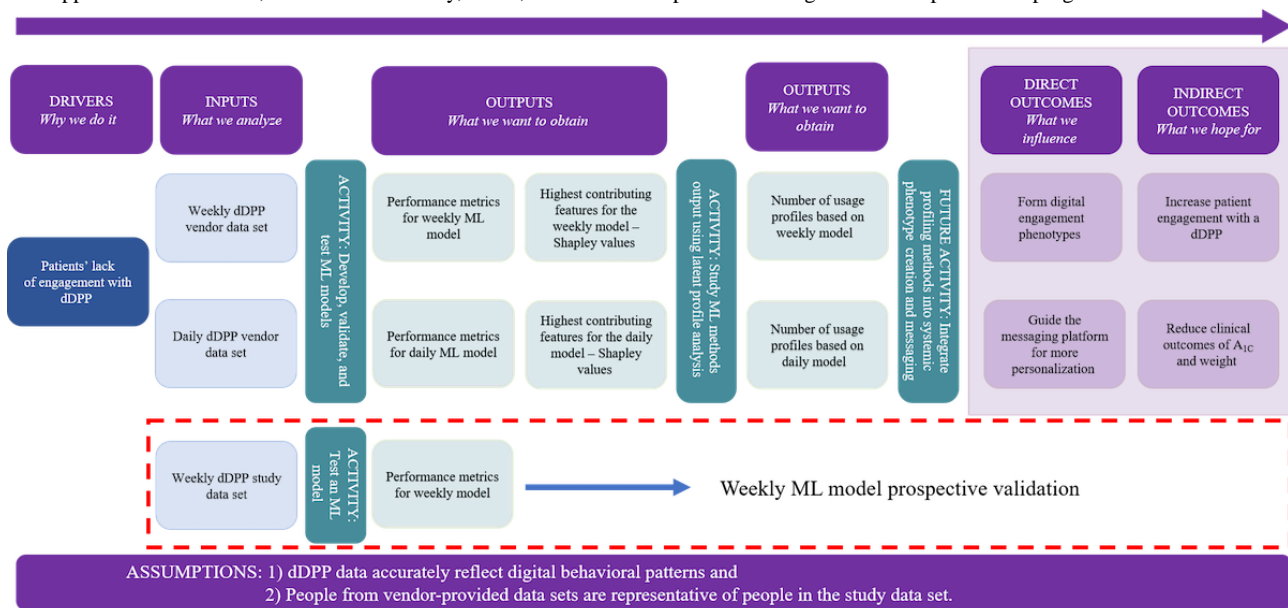 DRIVERS
Why we do it
INPUTS
What we analyze
OUTPUTS
What we want to obtain
OUTPUTS
What we want to
obtain
DIRECT
OUTCOMES
What we
influence
INDIRECT
OUTCOMES
What we hope for
Patients’ lack
of engagement with
dDPP
Weekly dDPP
vendor data set
Daily dDPP vendor
data set
ACTIVITY: Develop, validate, and
test ML models
Performance metrics
for weekly ML
model
Highest contributing
features for the
weekly model –
Shapley values
Performance metrics
for daily ML model
Highest contributing
features for the daily
model – Shapley
values
ACTIVITY: Study ML methods
output using latent profile analysis
Number of usage
profiles based on
weekly model
Number of usage
profiles based on
daily model
FUTURE ACTIVITY: Integrate
profiling methods into systemic
phenotype creation and messaging
Form digital
engagement
phenotypes
Increase patient
engagement with a
dDPP
Guide the
messaging platform
for more
personalization
Reduce clinical
outcomes of A1C
and weight
Weekly dDPP study
data set
ACTIVITY:
Test an ML
model
Performance metrics
for weekly model
Weekly ML model prospective validation
ASSUMPTIONS: 1) dDPP data accurately reflect digital behavioral patterns and
2) People from vendor-provided data sets are representative of people in the study data set.